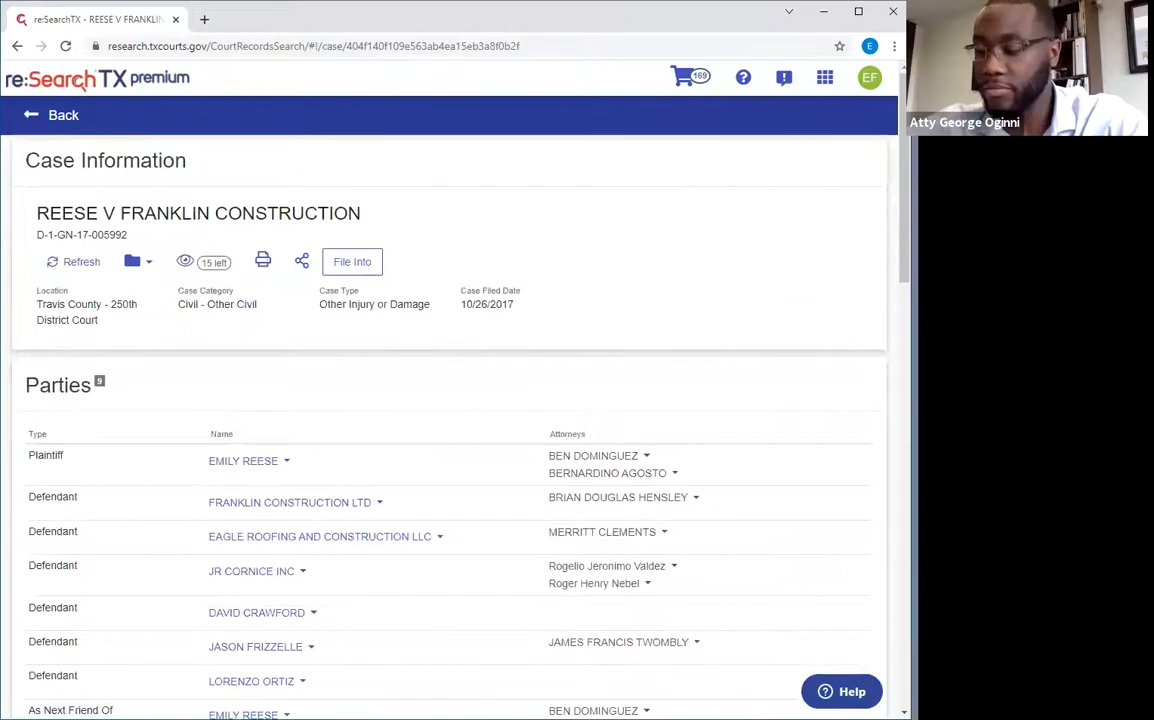 re:SearchTX - REESE V FRANKLIN
research.txcourts.gov/CourtRecordsSearch/#!/case/404f140f109e563ab4ea15eb3a8f0b2f
E
re:SearchTX premium
169
EF
Atty George Oginni
Back
Case Information
REESE V FRANKLIN CONSTRUCTION
D-1-GN-17-005992
Refresh
15 left
File Into
Location Case Category Case Type Case Filed Date
Travis County - 250th Civil - Other Civil Other Injury or Damage 10/26/2017
District Court
Parties 9
Type Name Attorneys
Plaintiff EMILY REESE BEN DOMINGUEZ
BERNARDINO AGOSTO
Defendant FRANKLIN CONSTRUCTION LTD BRIAN DOUGLAS HENSLEY
Defendant EAGLE ROOFING AND CONSTRUCTION LLC MERRITT CLEMENTS
Defendant JR CORNICE INC Rogelio Jeronimo Valdez
Roger Henry Nebel
Defendant DAVID CRAWFORD
Defendant JASON FRIZZELLE JAMES FRANCIS TWOMBLY
Defendant LORENZO ORTIZ
As Next Friend Of EMILY REESE BEN DOMINGUEZ
Help